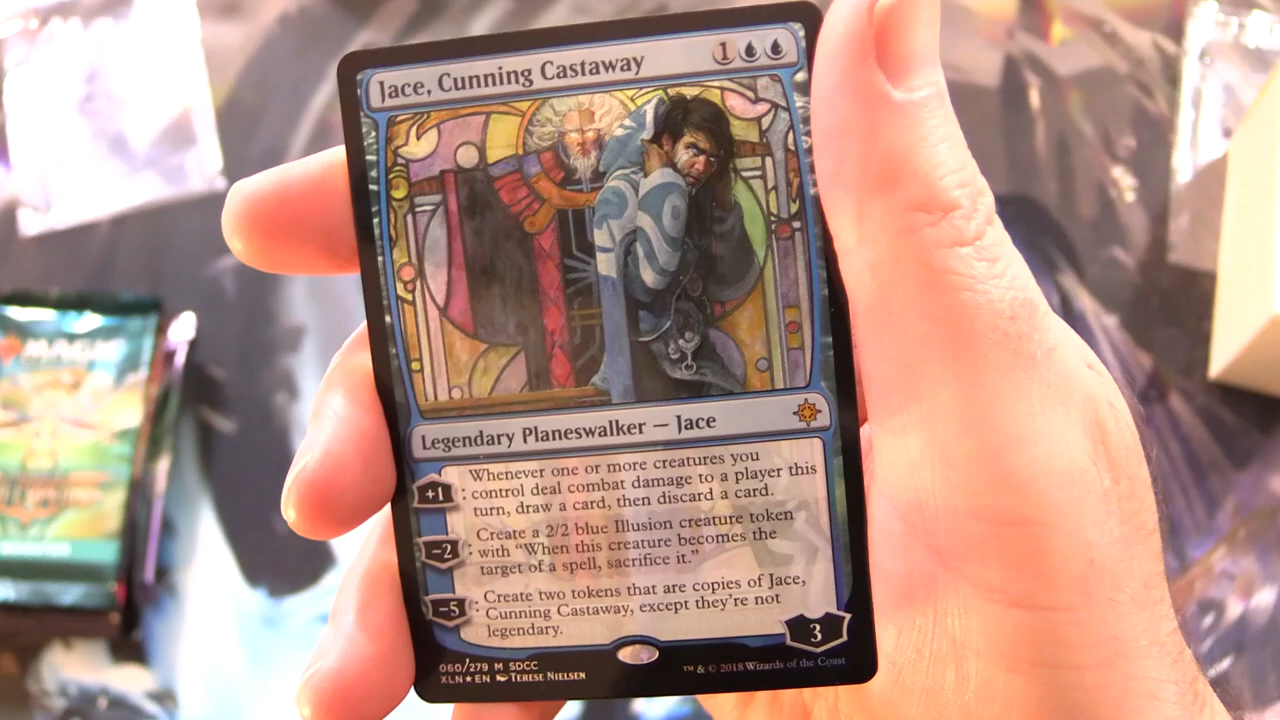 Jace, Cunning Castaway 1
Legendary Planeswalker — Jace
Whenever one or more creatures you
+1: control deal combat damage to a player this
turn, draw a card, then discard a card.
Create a 2/2 blue Illusion creature token
−2: with “When this creature becomes the
target of a spell, sacrifice it.”
Create two tokens that are copies of Jace,
−5: Cunning Castaway, except they’re not
legendary.
3
060/279 M SDCC
XLN★EN Terese Nielsen
™ & © 2018 Wizards of the Coast
MAGIC